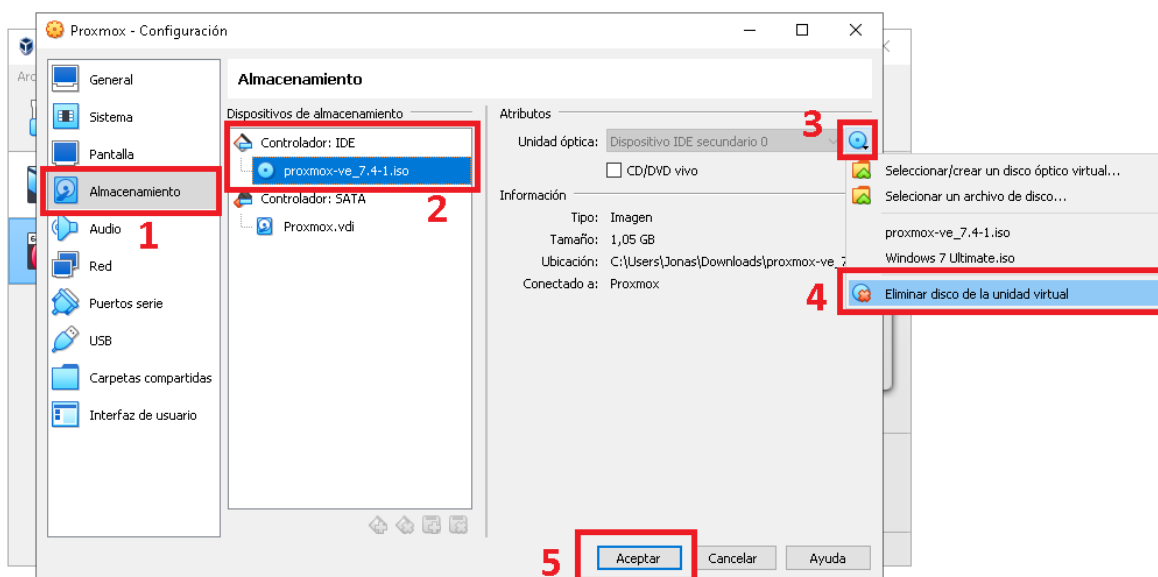 Proxmox - Configuración
Arc
General
Sistema
Pantalla
Almacenamiento
1
Audio
Red
Puertos serie
USB
Carpetas compartidas
Interfaz de usuario
Almacenamiento
Dispositivos de almacenamiento
Controlador: IDE
proxmox-ve_7.4-1.iso
2
Controlador: SATA
Proxmox.vdi
Atributos
3
Unidad óptica: Dispositivo IDE secundario 0
CD/DVD vivo
Información
Tipo: Imagen
Tamaño: 1,05 GB
Ubicación: C:\Users\Jonas\Downloads\proxmox-ve_7
Conectado a: Proxmox
Seleccionar/crear un disco óptico virtual...
Selecionar un archivo de disco...
proxmox-ve_7.4-1.iso
Windows 7 Ultimate.iso
4
Eliminar disco de la unidad virtual
5
Aceptar Cancelar Ayuda